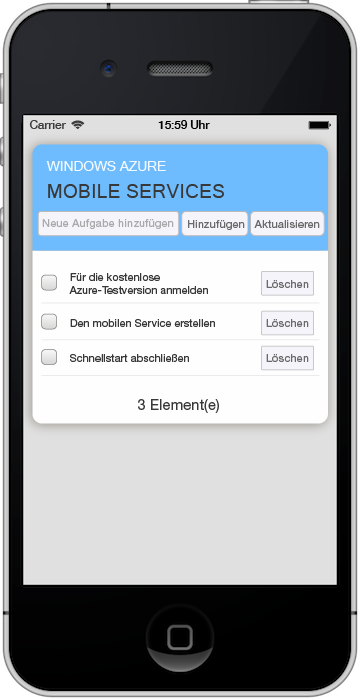 Carrier 15:59 Uhr
WINDOWS AZURE
MOBILE SERVICES
Neue Aufgabe hinzufügen Hinzufügen Aktualisieren
Für die kostenlose
Azure-Testversion anmelden Löschen
Den mobilen Service erstellen Löschen
Schnellstart abschließen Löschen
3 Element(e)